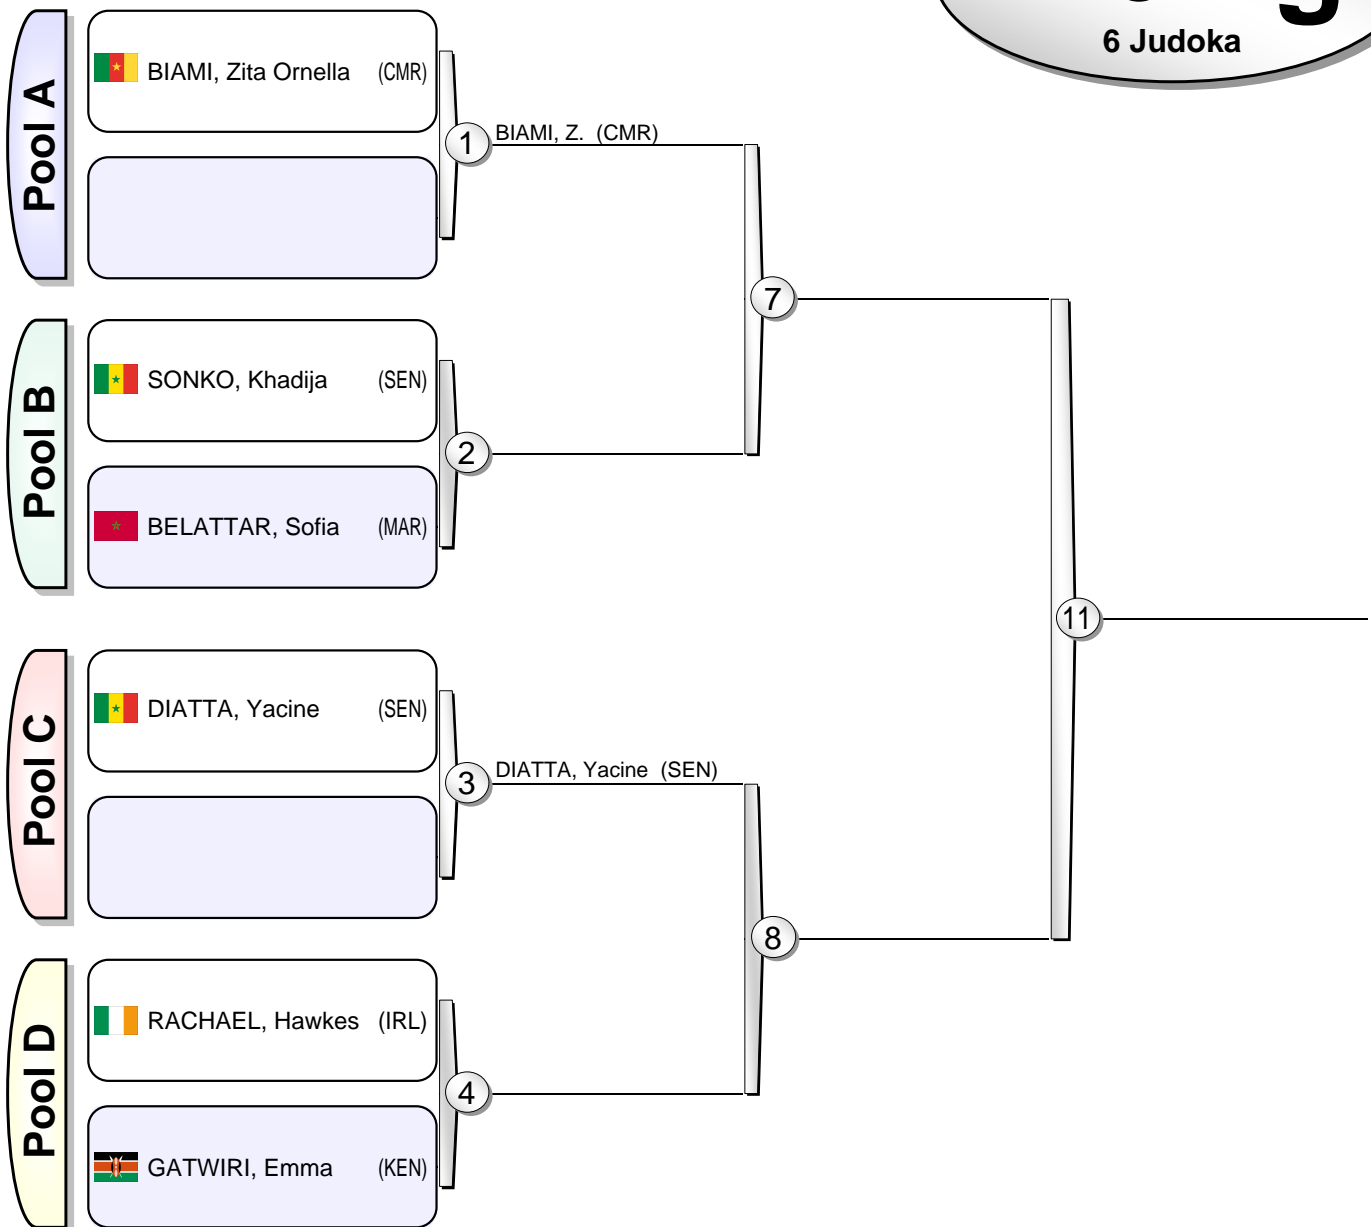 6 Judoka
Pool A
BIAMI, Zita Ornella (CMR)
1
BIAMI, Z. (CMR)
7
Pool B
SONKO, Khadija (SEN)
2
BELATTAR, Sofia (MAR)
11
Pool C
DIATTA, Yacine (SEN)
3
DIATTA, Yacine (SEN)
8
Pool D
RACHAEL, Hawkes (IRL)
4
GATWIRI, Emma (KEN)